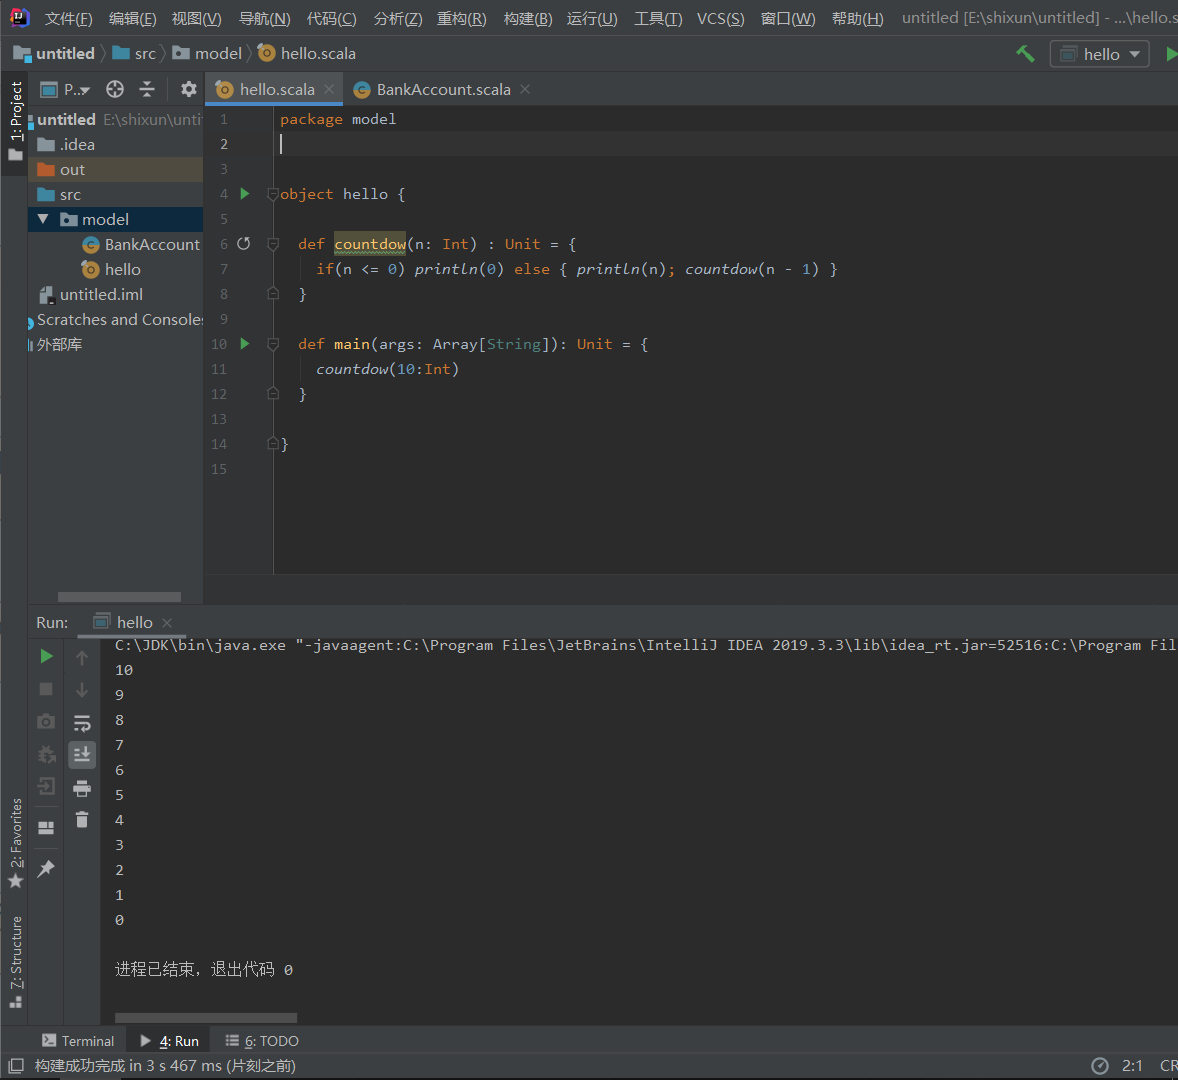 文件(F) 编辑(E) 视图(V) 导航(N) 代码(C) 分析(Z) 重构(R) 构建(B) 运行(U) 工具(T) VCS(S) 窗口(W) 帮助(H) untitled [E:\shixun\untitled] - ...\hello.s
untitled src model hello.scala hello
1: Project
P.. hello.scala BankAccount.scala
untitled E:\shixun\unti
.idea
out
src
model
BankAccount
hello
untitled.iml
Scratches and Consoles
外部库
1 package model
2
3
4 object hello {
5
6 def countdow(n: Int) : Unit = {
7 if(n <= 0) println(0) else { println(n); countdow(n - 1) }
8 }
9
10 def main(args: Array[String]): Unit = {
11 countdow(10:Int)
12 }
13
14 }
15
Run: hello
C:\JDK\bin\java.exe "-javaagent:C:\Program Files\JetBrains\IntelliJ IDEA 2019.3.3\lib\idea_rt.jar=52516:C:\Program Fil
10
9
8
7
6
5
4
3
2
1
0
进程已结束，退出代码 0
2: Favorites
7: Structure
Terminal 4: Run 6: TODO
构建成功完成 in 3 s 467 ms (片刻之前) 2:1 CR